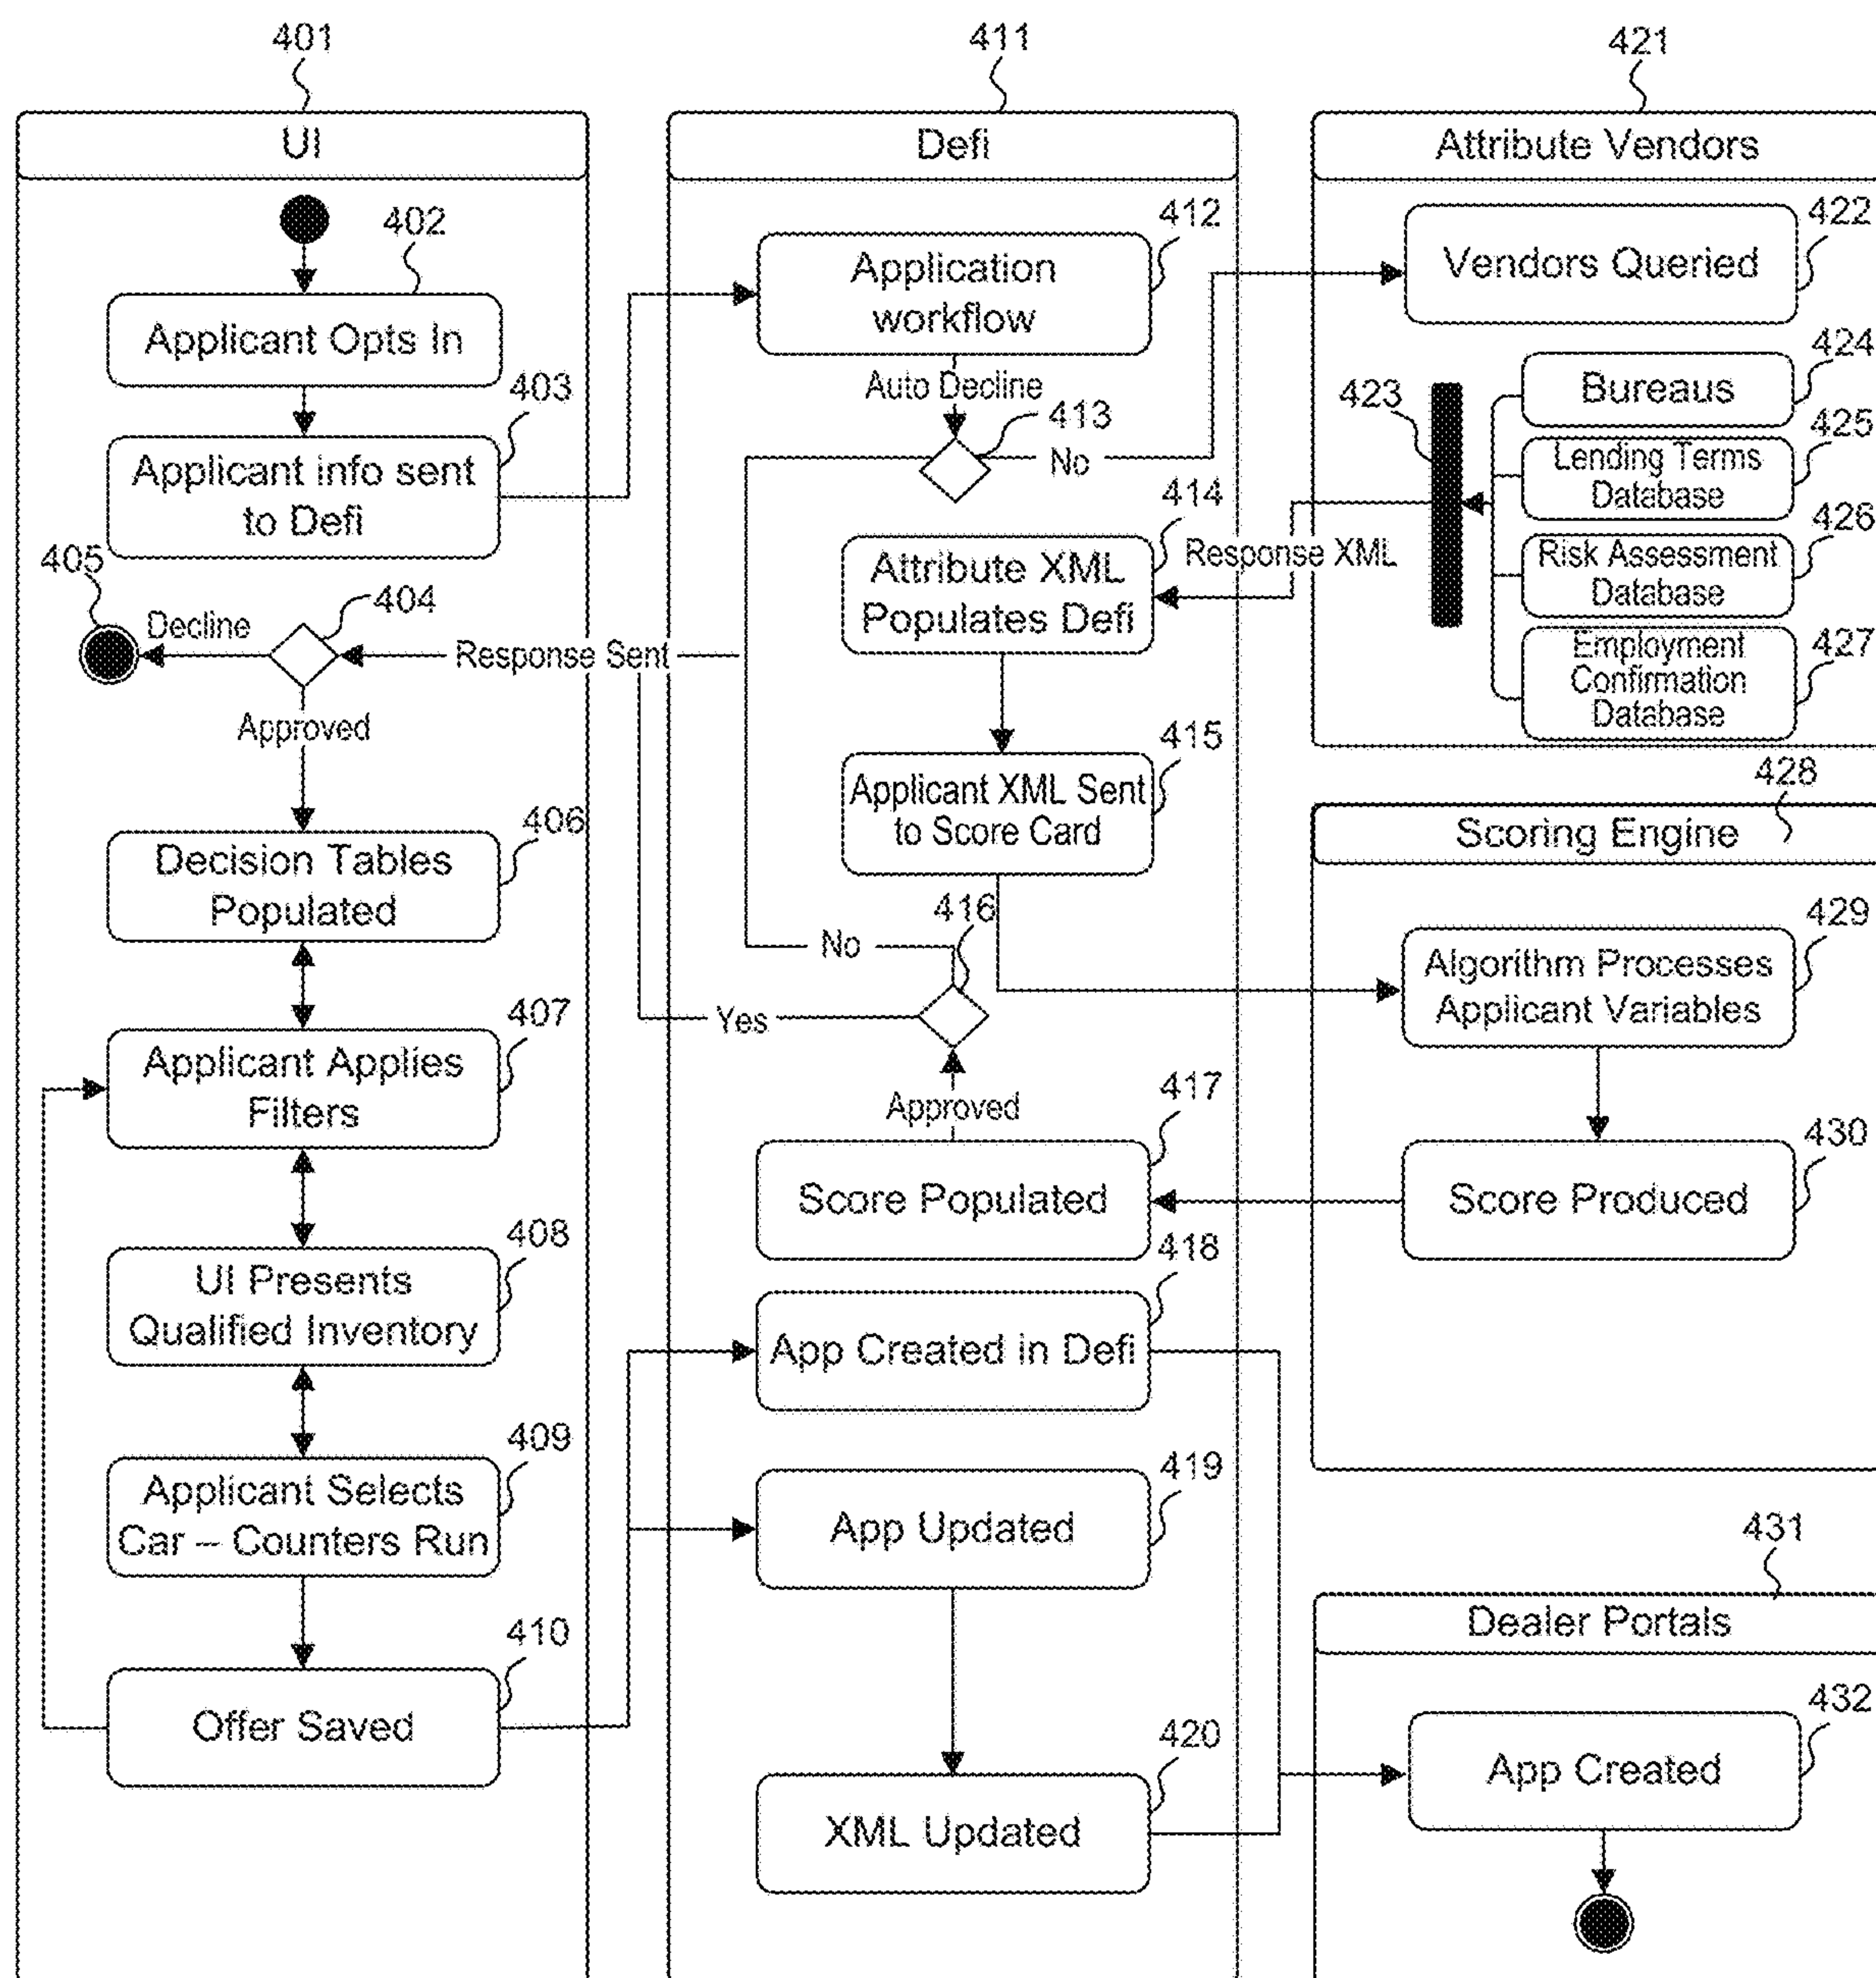 401
UI
402
Applicant Opts In
403
Applicant info sent
to Defi
404
405
Decline
Response Sent
Approved
406
Decision Tables
Populated
407
Applicant Applies
Filters
408
UI Presents
Qualified Inventory
409
Applicant Selects
Car – Counters Run
410
Offer Saved
411
Defi
412
Application
workflow
Auto Decline
413
No
414
Attribute XML
Populates Defi
Response XML
415
Applicant XML Sent
to Score Card
416
No
Yes
Approved
417
Score Populated
418
App Created in Defi
419
App Updated
420
XML Updated
421
Attribute Vendors
422
Vendors Queried
423
424
Bureaus
425
Lending Terms
Database
426
Risk Assessment
Database
427
Employment
Confirmation
Database
428
Scoring Engine
429
Algorithm Processes
Applicant Variables
430
Score Produced
431
Dealer Portals
432
App Created